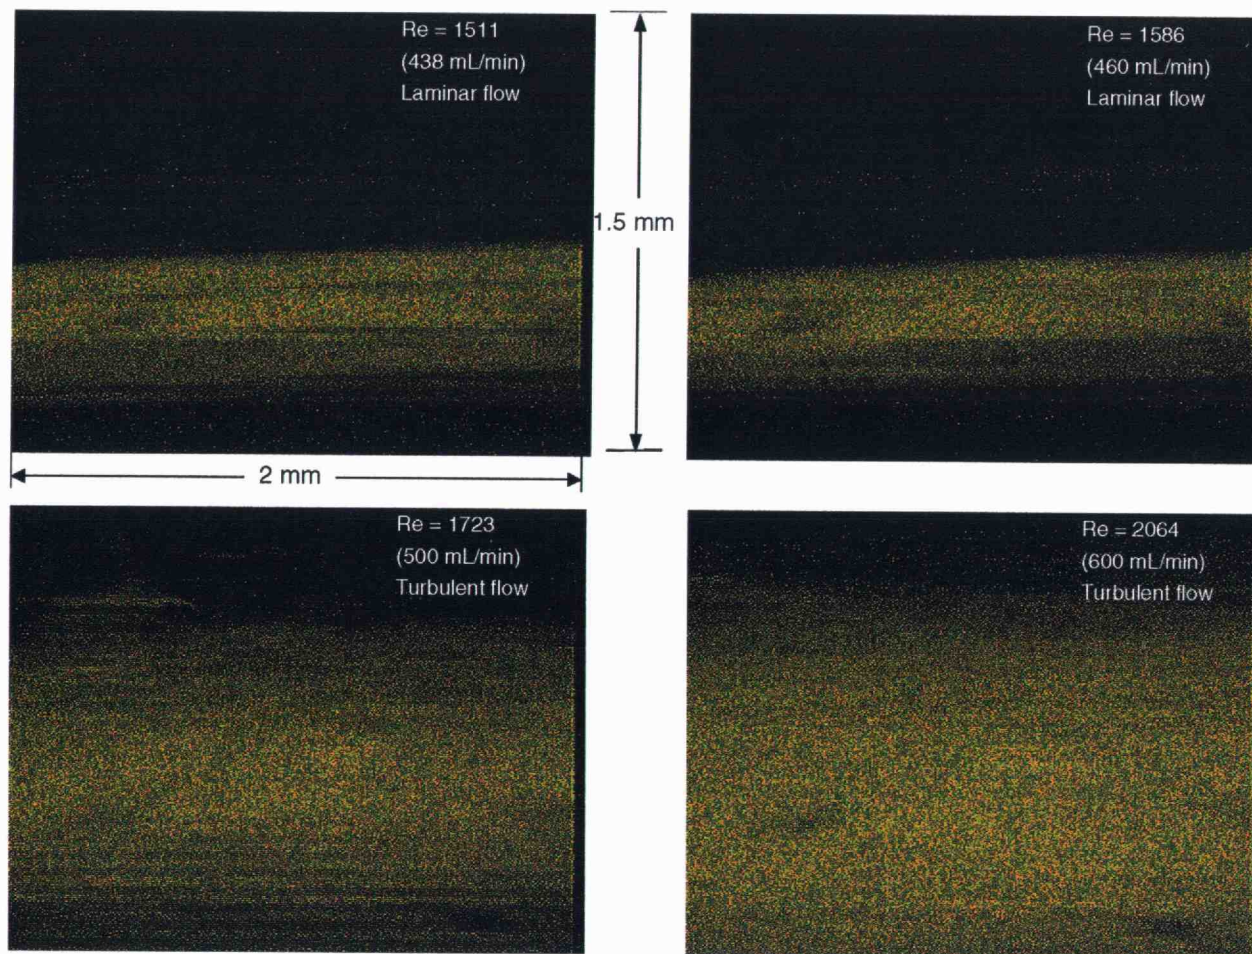 Re = 1511
(438 mL/min)
Laminar flow
Re = 1586
(460 mL/min)
Laminar flow
1.5 mm
2 mm
Re = 1723
(500 mL/min)
Turbulent flow
Re = 2064
(600 mL/min)
Turbulent flow